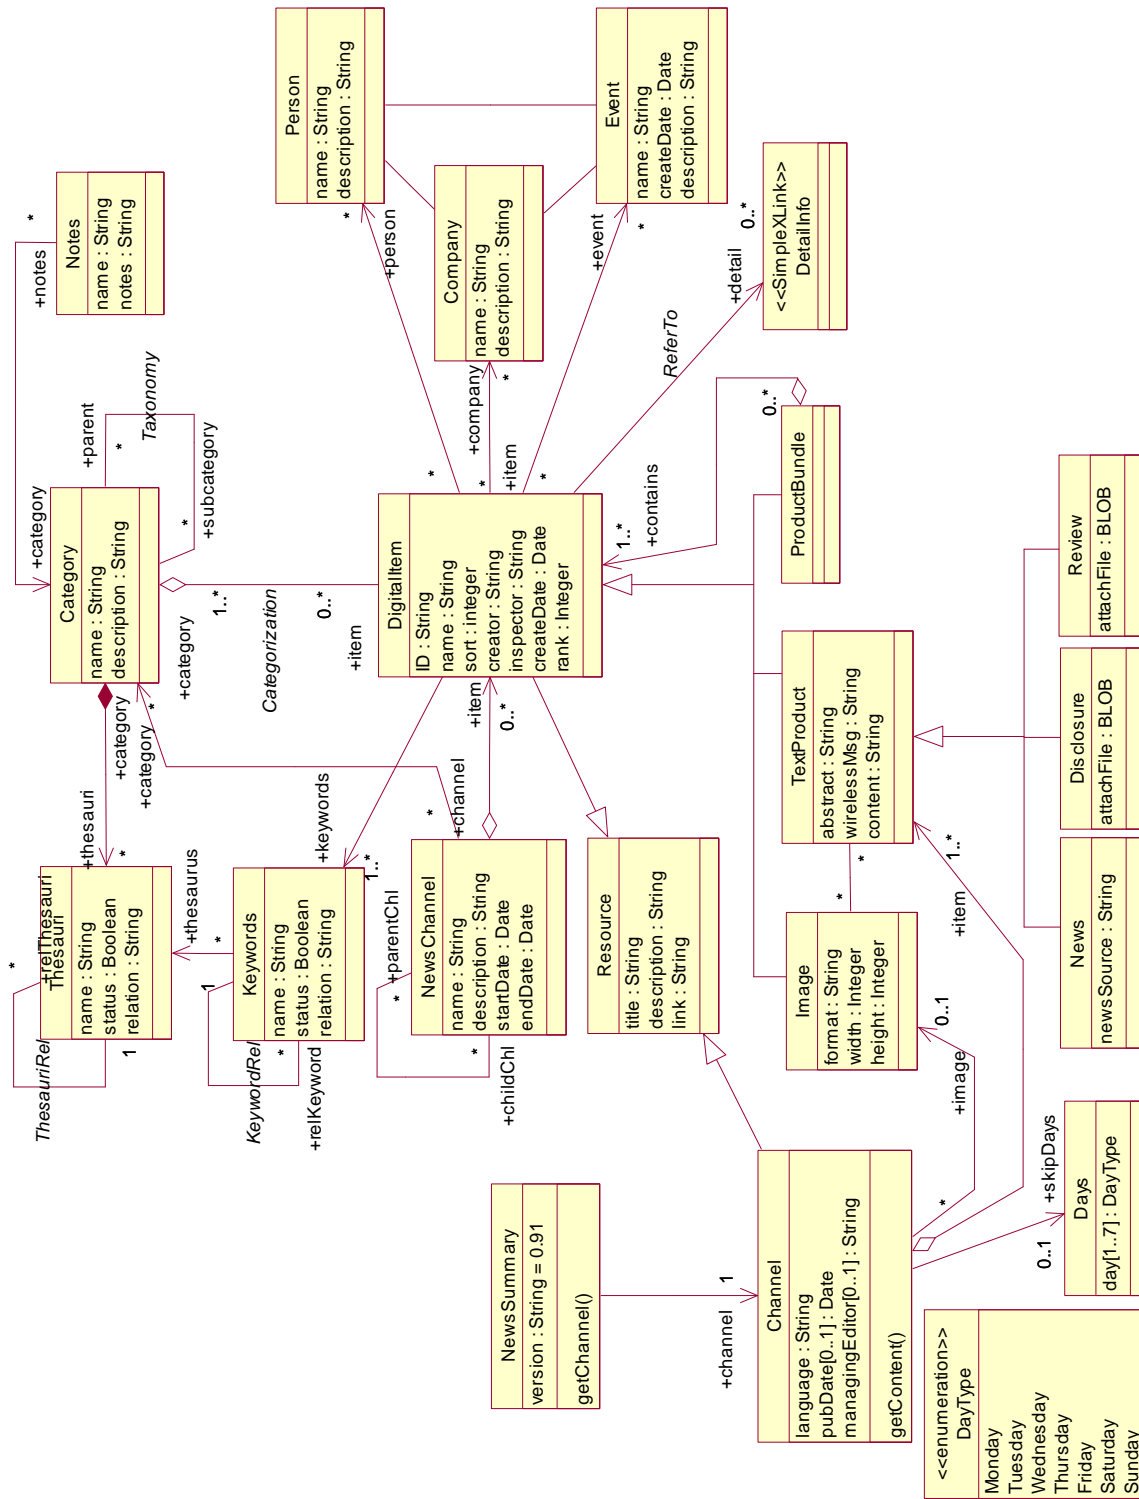 Notes
name : String
notes : String
*
+notes
+category
Category
name : String
description : String
+parent
*
Taxonomy
*
+subcategory
+category
1..*
Categorization
0..*
+item
+category
+category
*
+thesauri
*
+relThesauri
Thesauri
name : String
status : Boolean
relation : String
*
1
ThesauriRel
+thesaurus
*
Keywords
name : String
status : Boolean
relation : String
1
*
KeywordRel
+relKeyword
+keywords
1..*
NewsChannel
name : String
description : String
startDate : Date
endDate : Date
+parentChl
*
*
+childChl
*
+channel
+item
0..*
DigitalItem
ID : String
name : String
sort : integer
creator : String
inspector : String
createDate : Date
rank : Integer
Person
name : String
description : String
*
+person
*
Company
name : String
description : String
+company
*
*
+item
Event
name : String
createDate : Date
description : String
+event
*
*
ReferTo
+detail
0..*
<<SimpleXLink>>
DetailInfo
1..*
+contains
0..*
ProductBundle
Resource
title : String
description : String
link : String
Image
format : String
width : Integer
height : Integer
*
*
TextProduct
abstract : String
wirelessMsg : String
content : String
1..*
+item
0..1
+image
*
News
newsSource : String
Disclosure
attachFile : BLOB
Review
attachFile : BLOB
NewsSummary
version : String = 0.91
getChannel()
+channel
1
Channel
language : String
pubDate[0..1] : Date
managingEditor[0..1] : String
getContent()
0..1
+skipDays
Days
day[1..7] : DayType
<<enumeration>>
DayType
Monday
Tuesday
Wednesday
Thursday
Friday
Saturday
Sunday